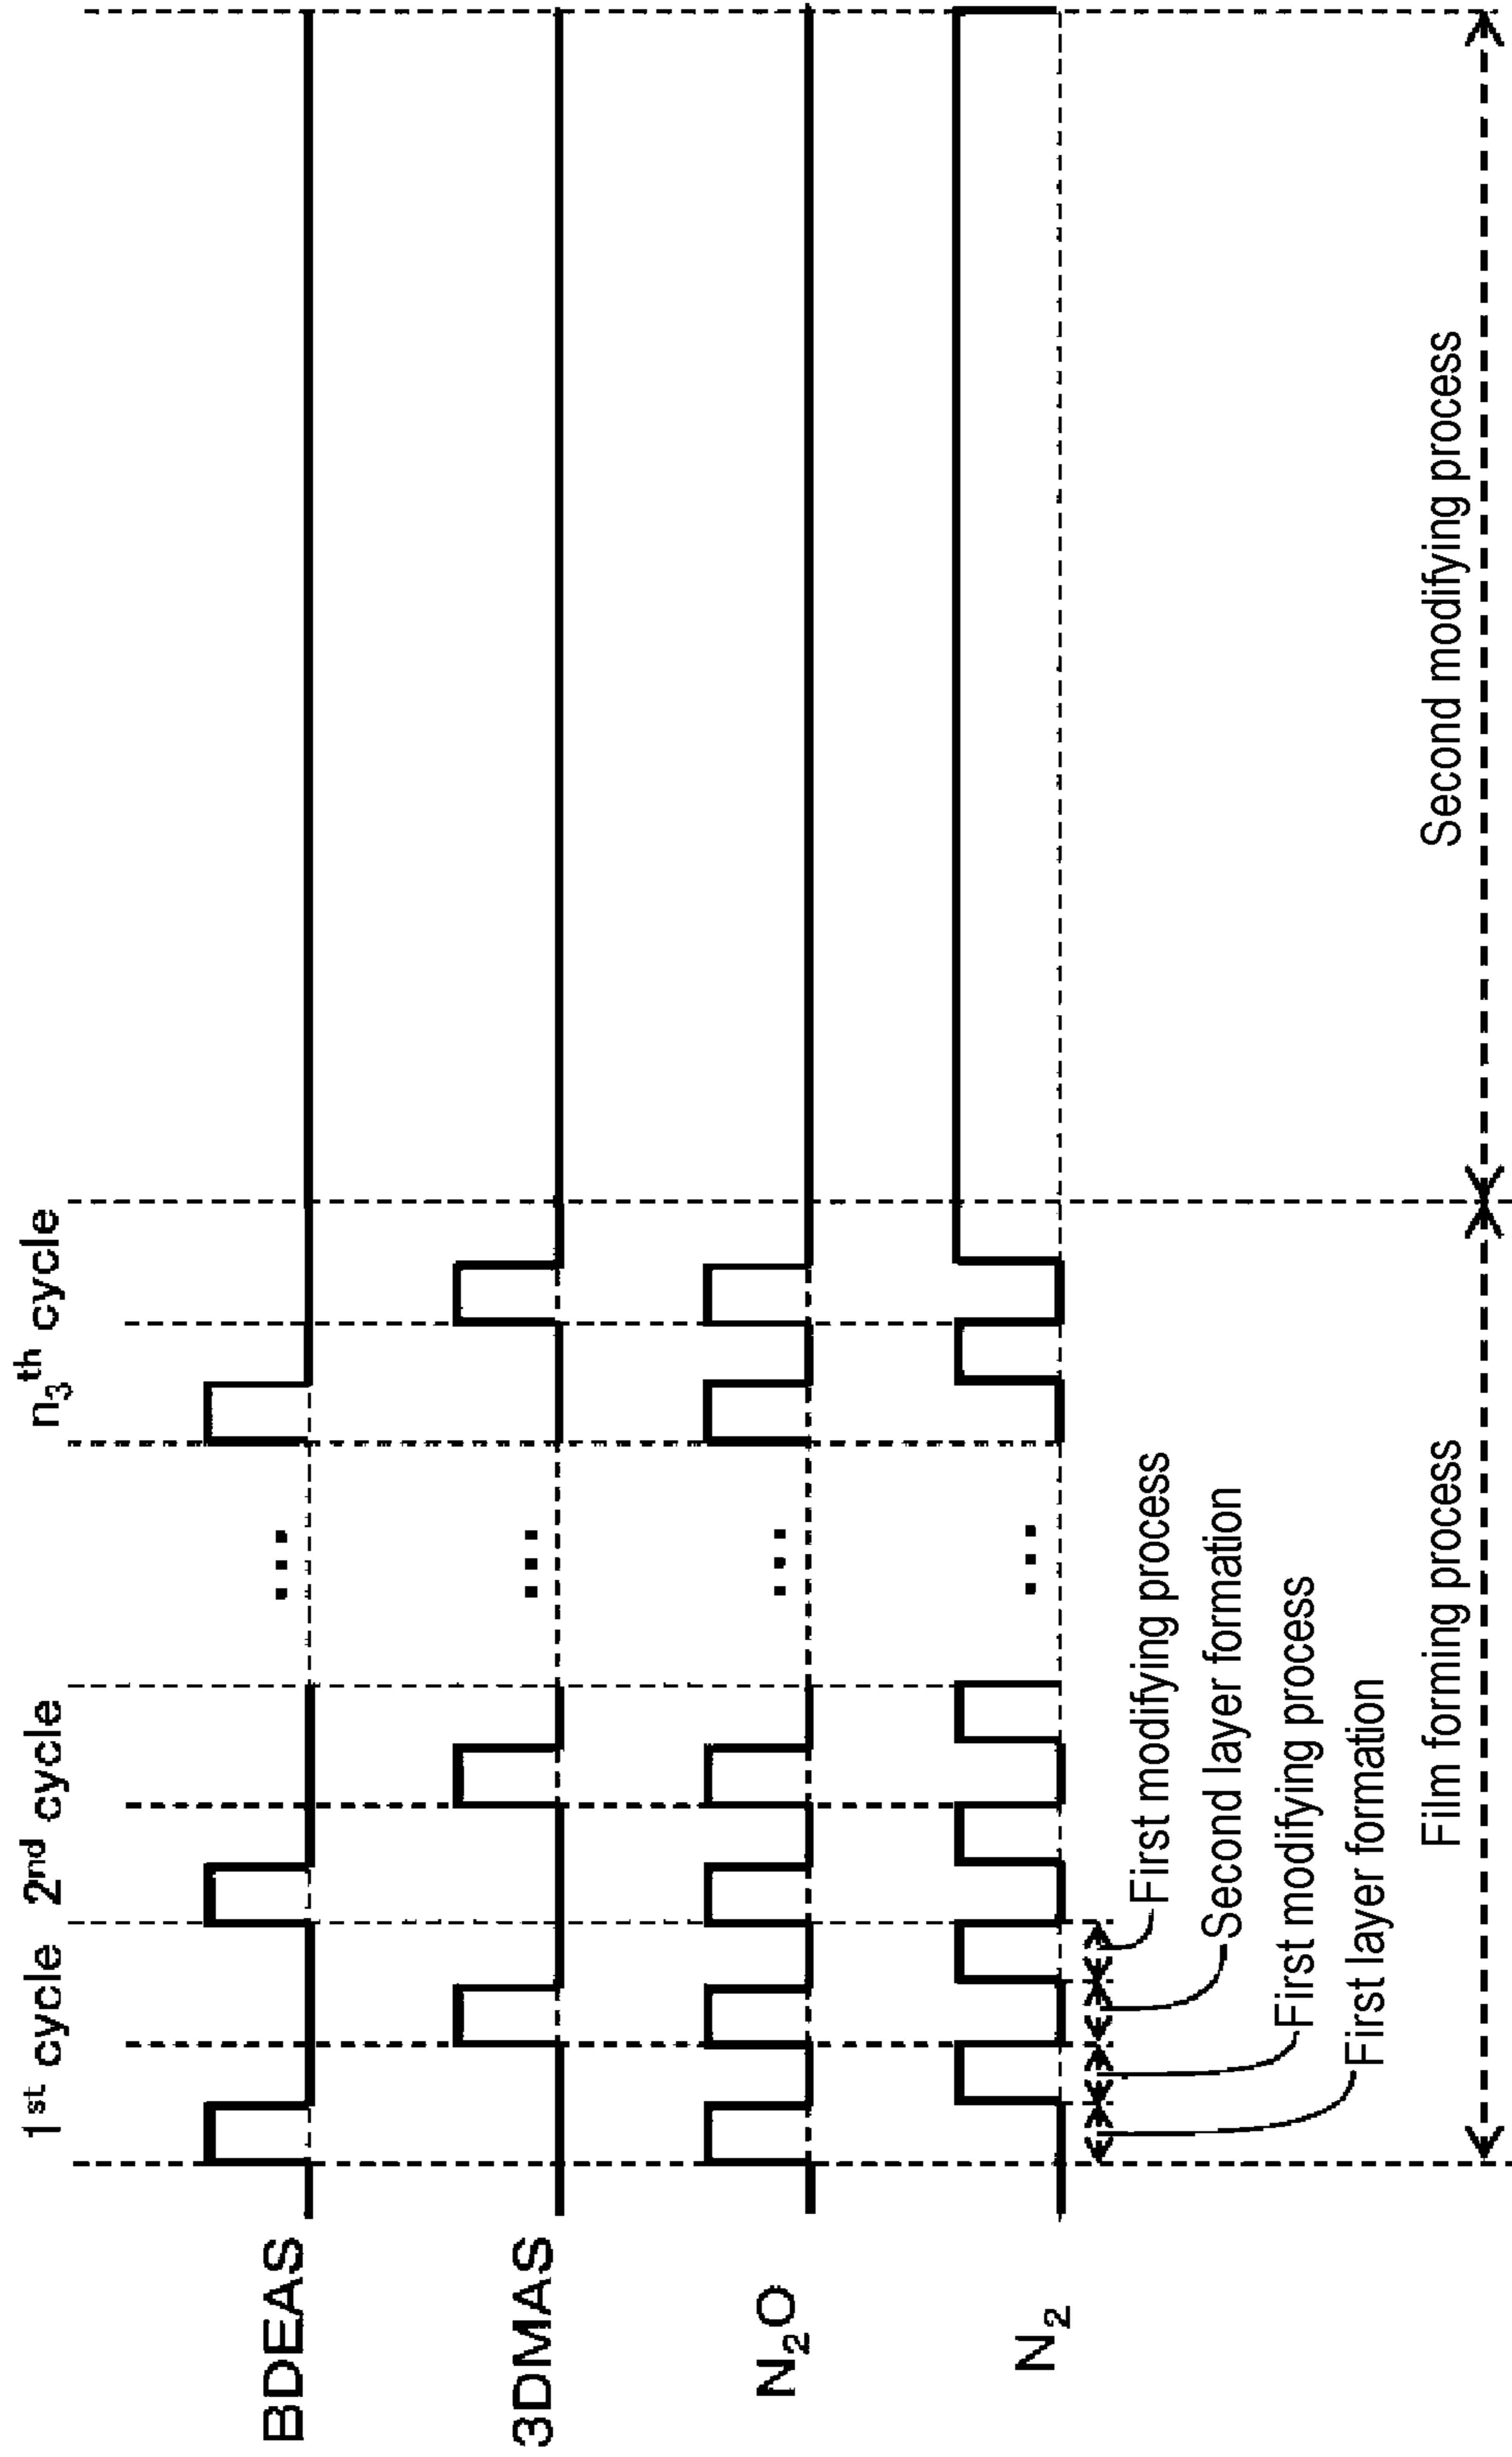 1st cycle
2nd cycle
n3th cycle
BDEAS
...
3DMAS
...
N2O
...
N2
...
First modifying process
Second layer formation
First modifying process
First layer formation
Film forming process
Second modifying process